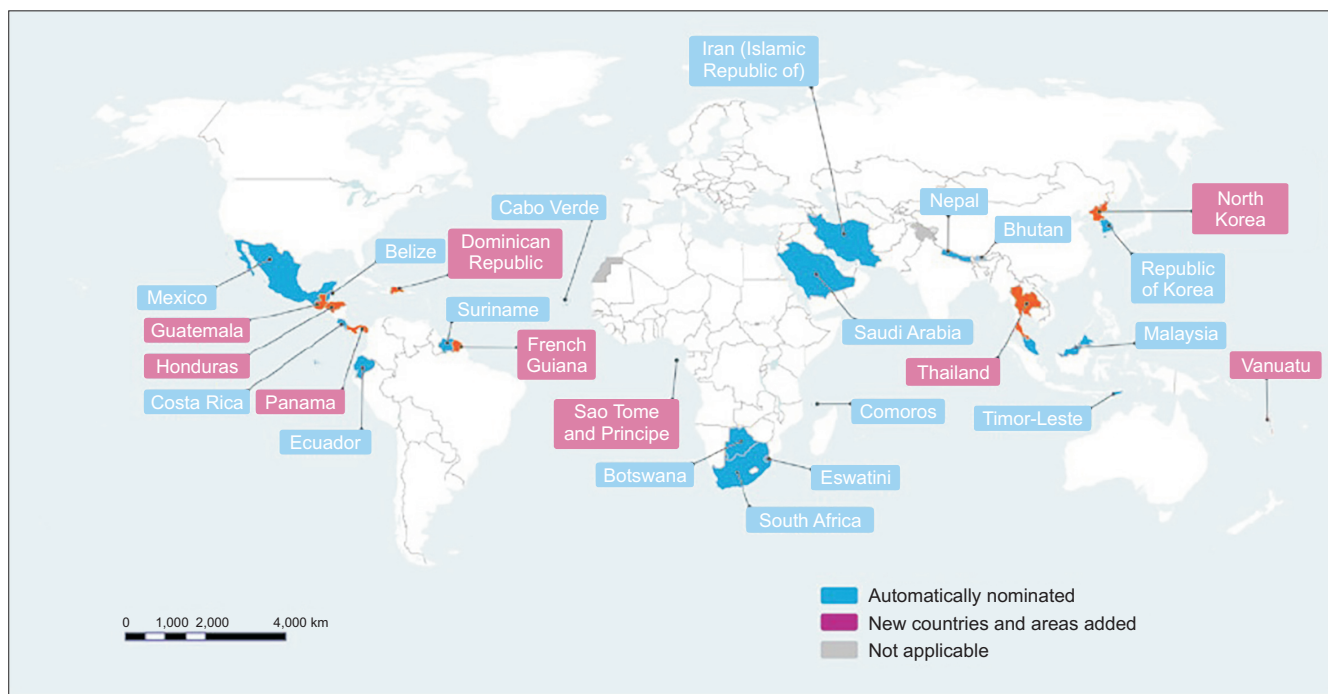 Iran (Islamic
Republic of)
Cabo Verde
Nepal
North
Korea
Bhutan
Belize
Dominican
Republic
Republic
of Korea
Mexico
Suriname
Saudi Arabia
Malaysia
Guatemala
French
Guiana
Honduras
Thailand
Vanuatu
Costa Rica
Panama
Sao Tome
and Principe
Comoros
Timor-Leste
Ecuador
Botswana
Eswatini
South Africa
Automatically nominated
New countries and areas added
Not applicable
0 1,000 2,000 4,000 km